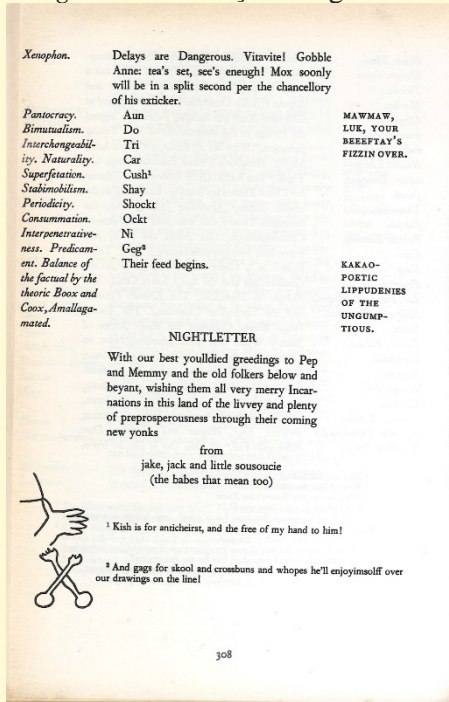 Xenophon.
Delays are Dangerous. Vitavite! Gobble
Anne: tea's set, see's eneugh! Mox soonly
will be in a split second per the chancellory
of his exticker.
Pantocracy.
Bimutualism.
Interchangeabil-
ity. Naturality.
Superfetation.
Stabimobilism.
Periodicity.
Consummation.
Interpenetrative-
ness. Predicam-
ent. Balance of
the factual by the
theoric Boox and
Coox, Amallaga-
mated.
Aun
Do
Tri
Car
Cush¹
Shay
Shockt
Ockt
Ni
Geg²
Their feed begins.
MAWMAW,
LUK, YOUR
BEEEFTAY'S
FIZZIN OVER.
KAKAO-
POETIC
LIPPUDENIES
OF THE
UNGUMP-
TIOUS.
NIGHTLETTER
With our best youlldied greedings to Pep
and Memmy and the old folkers below and
beyant, wishing them all very merry Incar-
nations in this land of the livvey and plenty
of preprosperousness through their coming
new yonks
from
jake, jack and little sousoucie
(the babes that mean too)
¹ Kish is for anticheirst, and the free of my hand to him!
² And gags for skool and crossbuns and whopes he'll enjoyimsolff over
our drawings on the line!
308